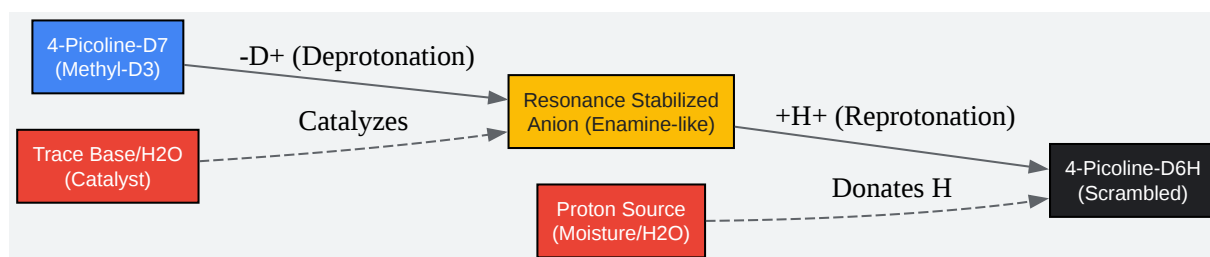 4-Picoline-D7
(Methyl-D3)
-D+ (Deprotonation)
Resonance Stabilized
Anion (Enamine-like)
Catalyzes
Trace Base/H2O
(Catalyst)
+H+ (Reprotonation)
4-Picoline-D6H
(Scrambled)
Donates H
Proton Source
(Moisture/H2O)